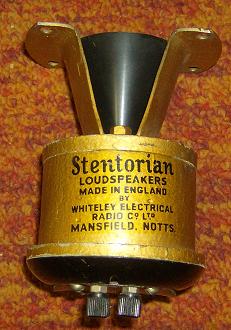 Stentorian
LOUDSPEAKERS
MADE IN ENGLAND
BY
WHITELEY ELECTRICAL
RADIO Co LTD
MANSFIELD, NOTTS.